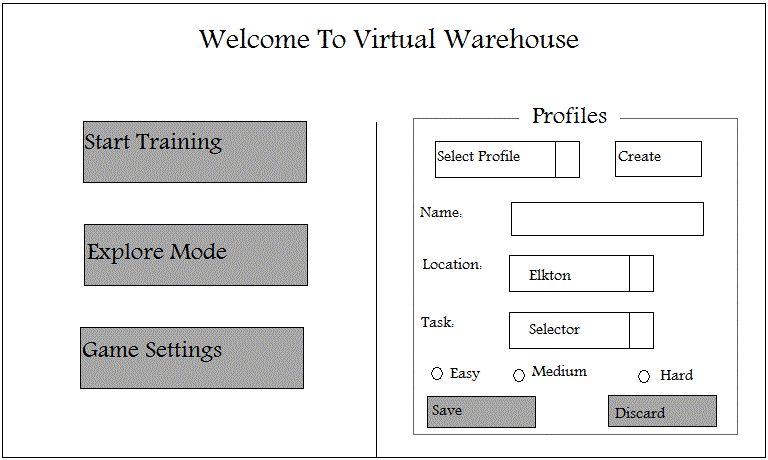 Welcome To Virtual Warehouse
Start Training
Explore Mode
Game Settings
Profiles
Select Profile
Create
Name:
Location:
Elkton
Task:
Selector
Easy
Medium
Hard
Save
Discard